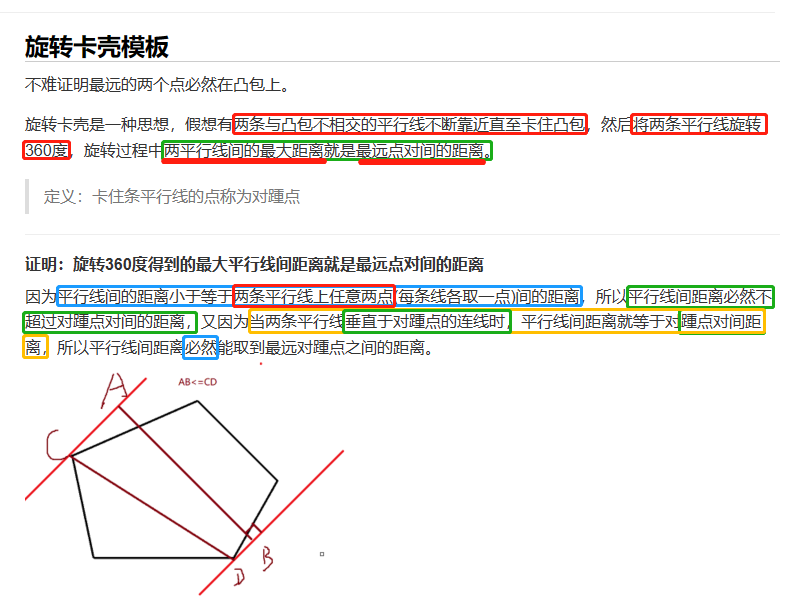 旋转卡壳模板
不难证明最远的两个点必然在凸包上。
旋转卡壳是一种思想，假想有两条与凸包不相交的平行线不断靠近直至卡住凸包，然后将两条平行线旋转
360度，旋转过程中两平行线间的最大距离就是最远点对间的距离。
定义：卡住条平行线的点称为对踵点
证明：旋转360度得到的最大平行线间距离就是最远点对间的距离
因为平行线间的距离小于等于两条平行线上任意两点(每条线各取一点)间的距离，所以平行线间距离必然不
超过对踵点对间的距离，又因为当两条平行线垂直于对踵点的连线时，平行线间距离就等于对踵点对间距
离，所以平行线间距离必然能取到最远对踵点之间的距离。
AB<=CD
A
C
B
D